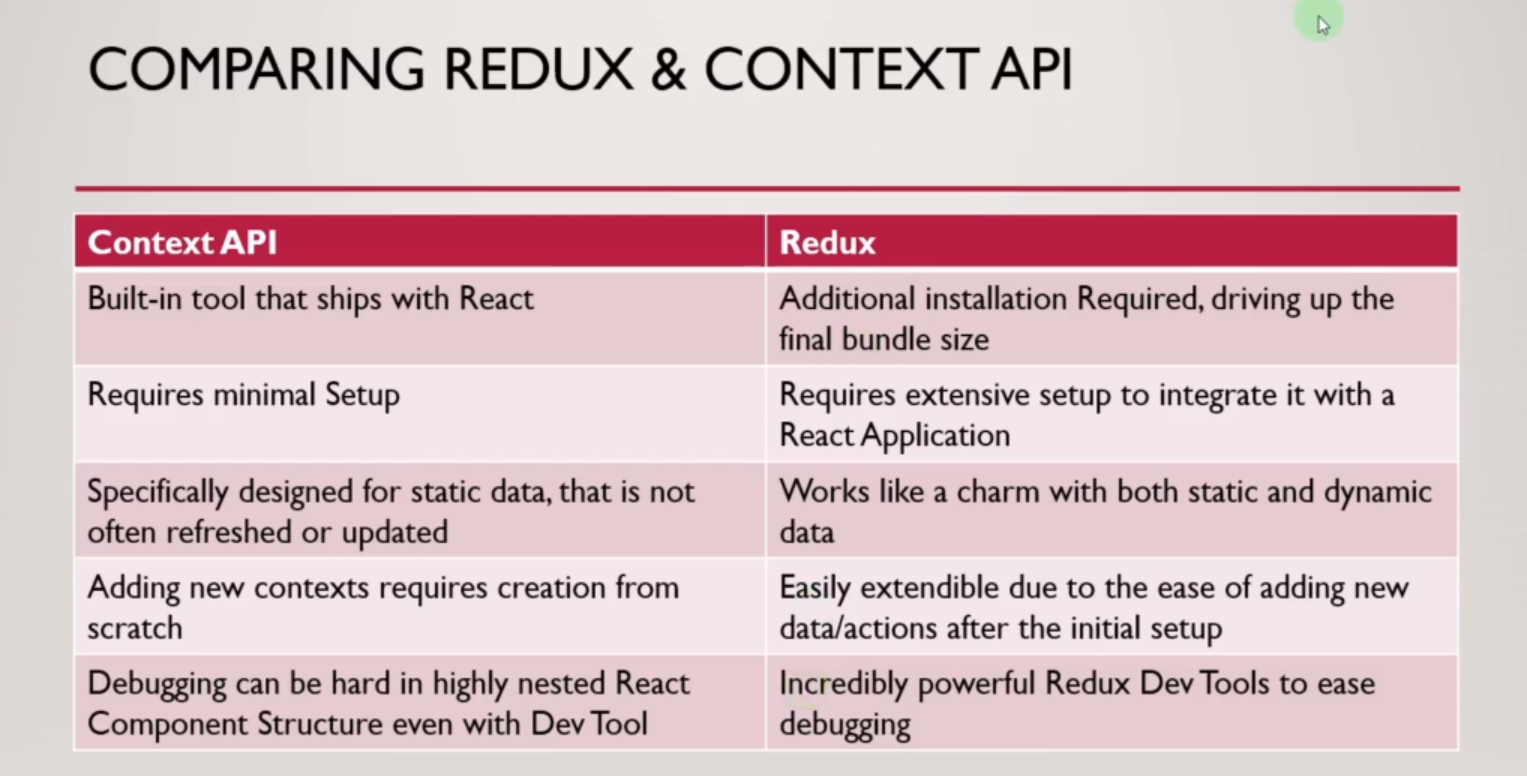 COMPARING REDUX & CONTEXT API
Context API
Redux
Built-in tool that ships with React
Additional installation Required, driving up the
final bundle size
Requires minimal Setup
Requires extensive setup to integrate it with a
React Application
Specifically designed for static data, that is not
often refreshed or updated
Works like a charm with both static and dynamic
data
Adding new contexts requires creation from
scratch
Easily extendible due to the ease of adding new
data/actions after the initial setup
Debugging can be hard in highly nested React
Component Structure even with Dev Tool
Incredibly powerful Redux Dev Tools to ease
debugging